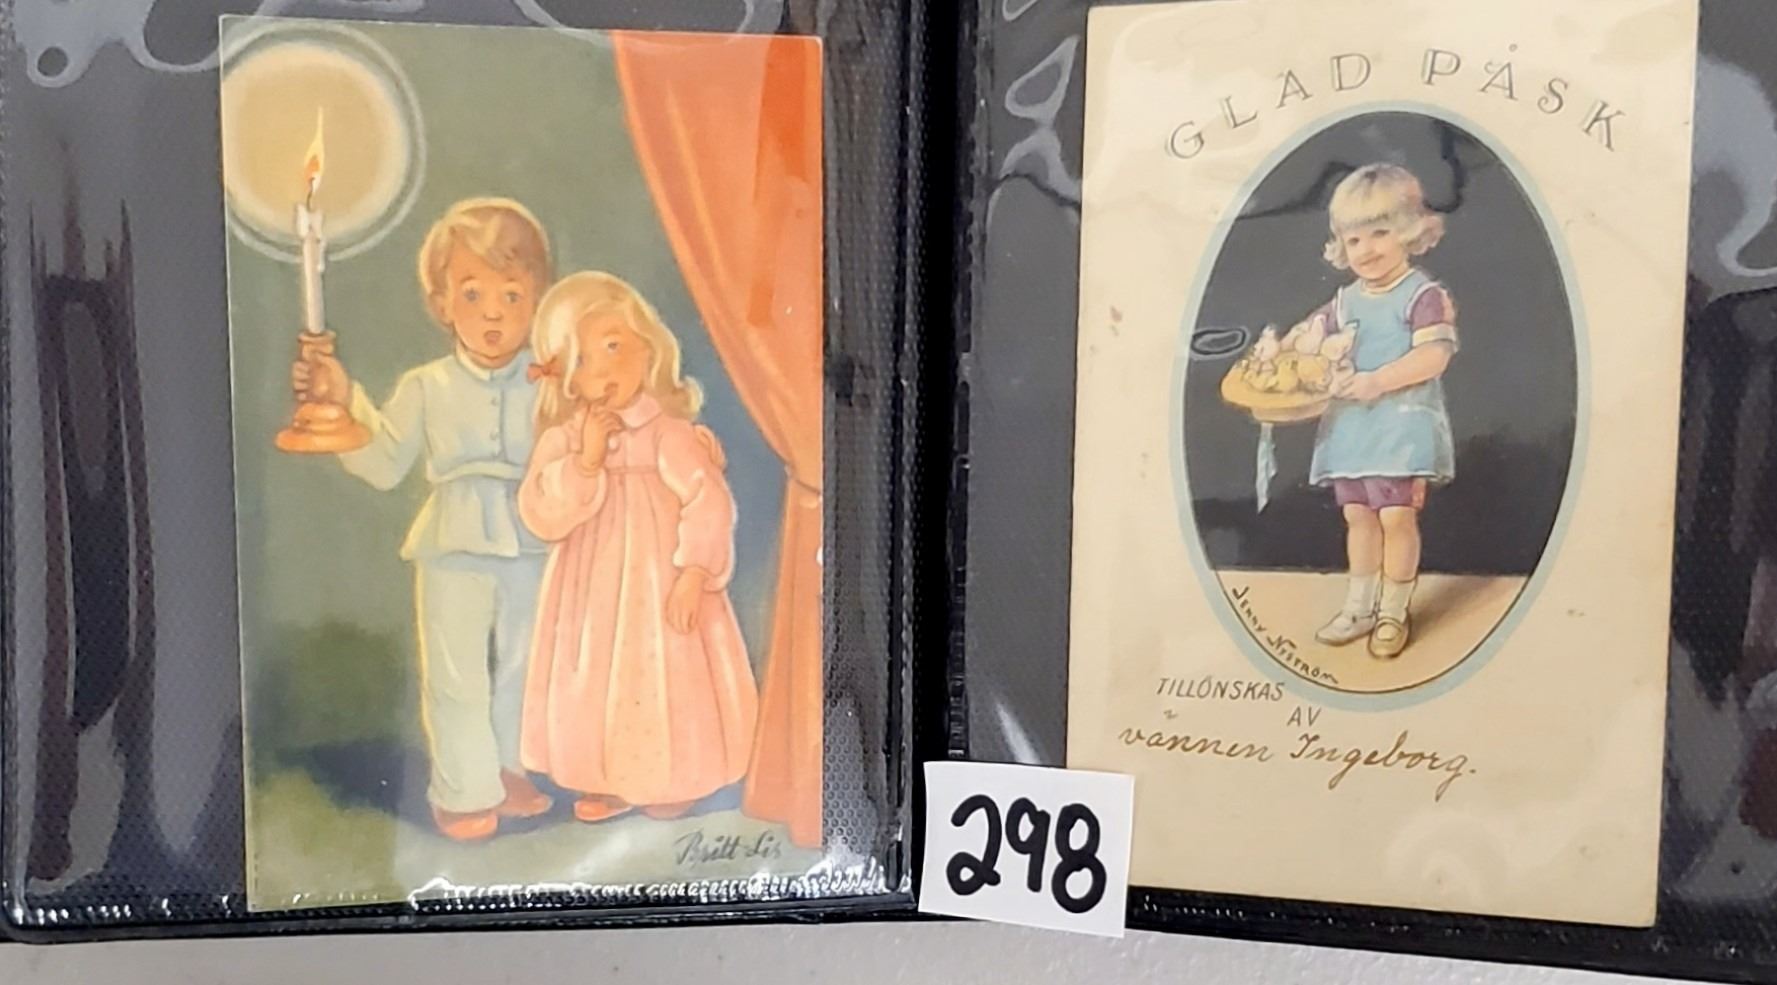 Britt-Lis
GLAD PÅSK
JENNY NYSTRÖM
TILLÖNSKAS
AV
vännen Ingeborg.
298